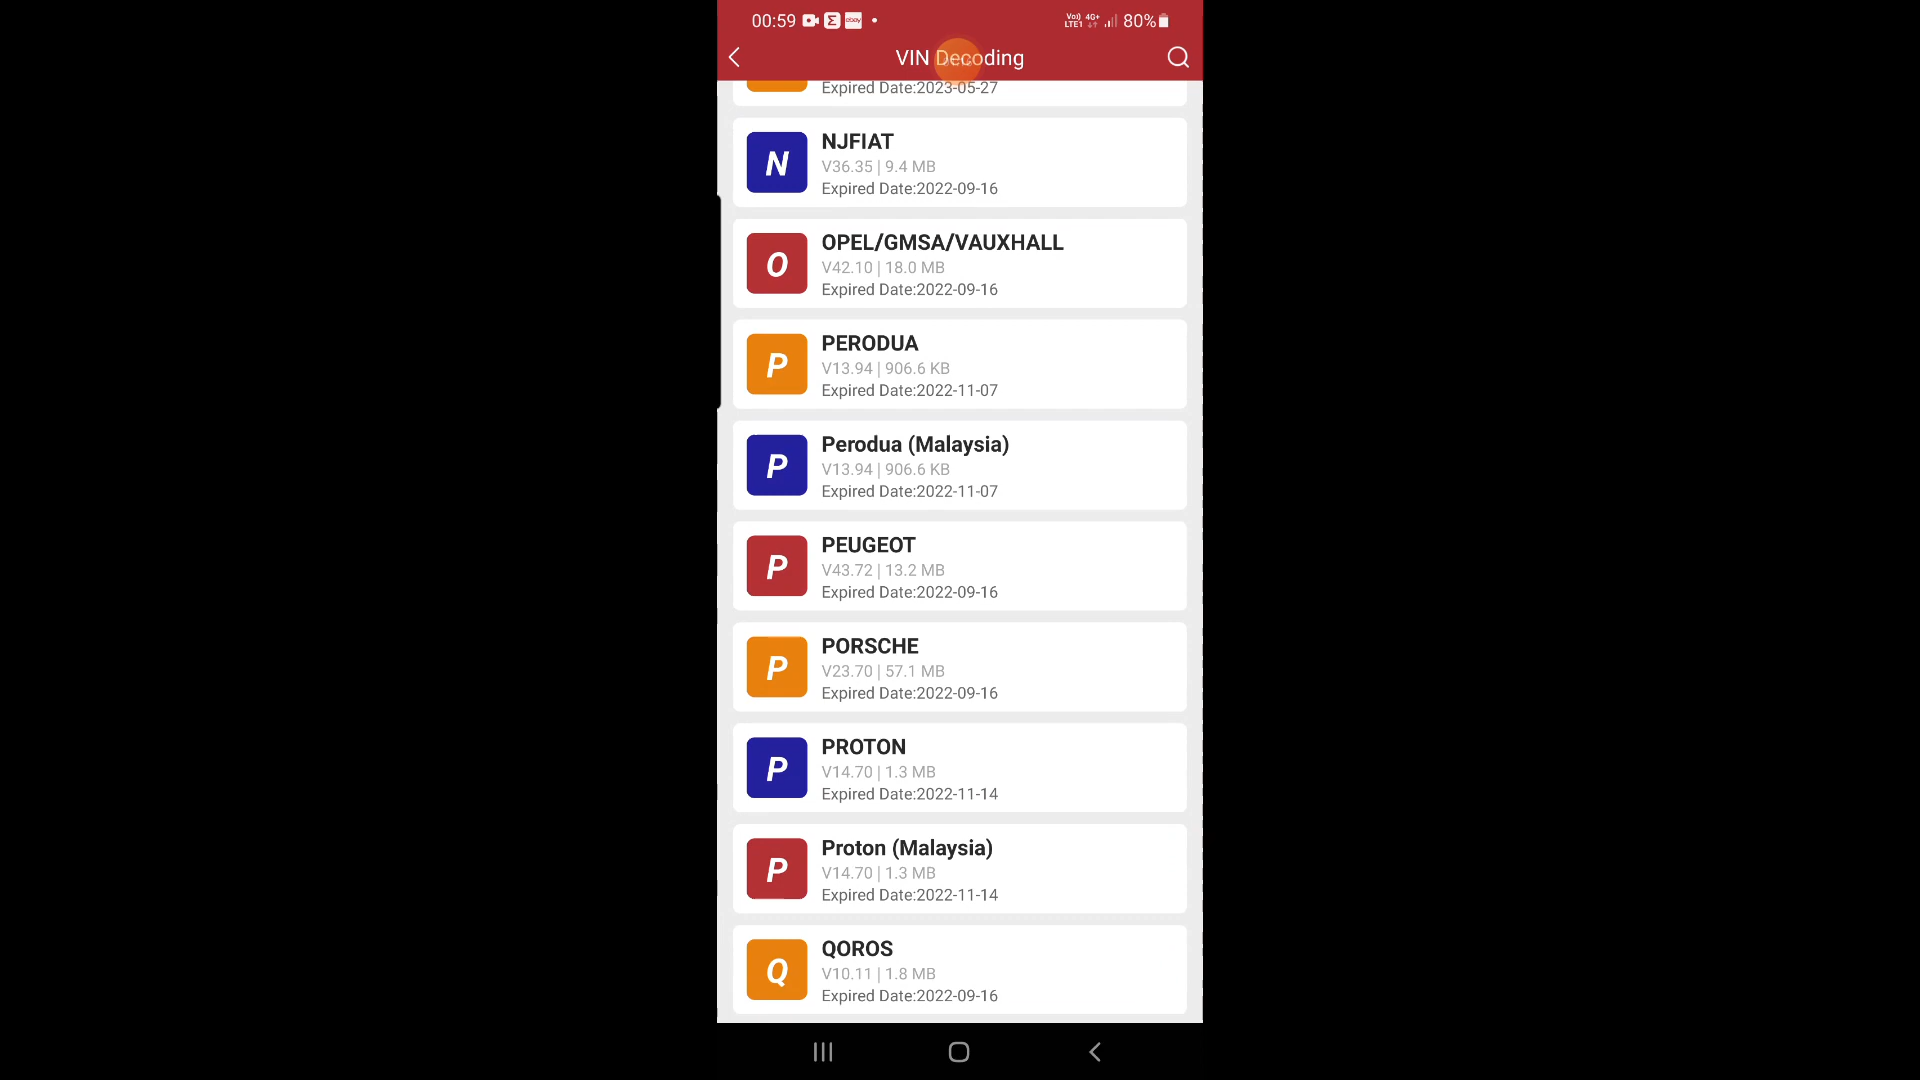 00:59 80%
VIN Decoding
Expired Date:2023-05-27
N
NJFIAT
V36.35 | 9.4 MB
Expired Date:2022-09-16
O
OPEL/GMSA/VAUXHALL
V42.10 | 18.0 MB
Expired Date:2022-09-16
P
PERODUA
V13.94 | 906.6 KB
Expired Date:2022-11-07
P
Perodua (Malaysia)
V13.94 | 906.6 KB
Expired Date:2022-11-07
P
PEUGEOT
V43.72 | 13.2 MB
Expired Date:2022-09-16
P
PORSCHE
V23.70 | 57.1 MB
Expired Date:2022-09-16
P
PROTON
V14.70 | 1.3 MB
Expired Date:2022-11-14
P
Proton (Malaysia)
V14.70 | 1.3 MB
Expired Date:2022-11-14
Q
QOROS
V10.11 | 1.8 MB
Expired Date:2022-09-16